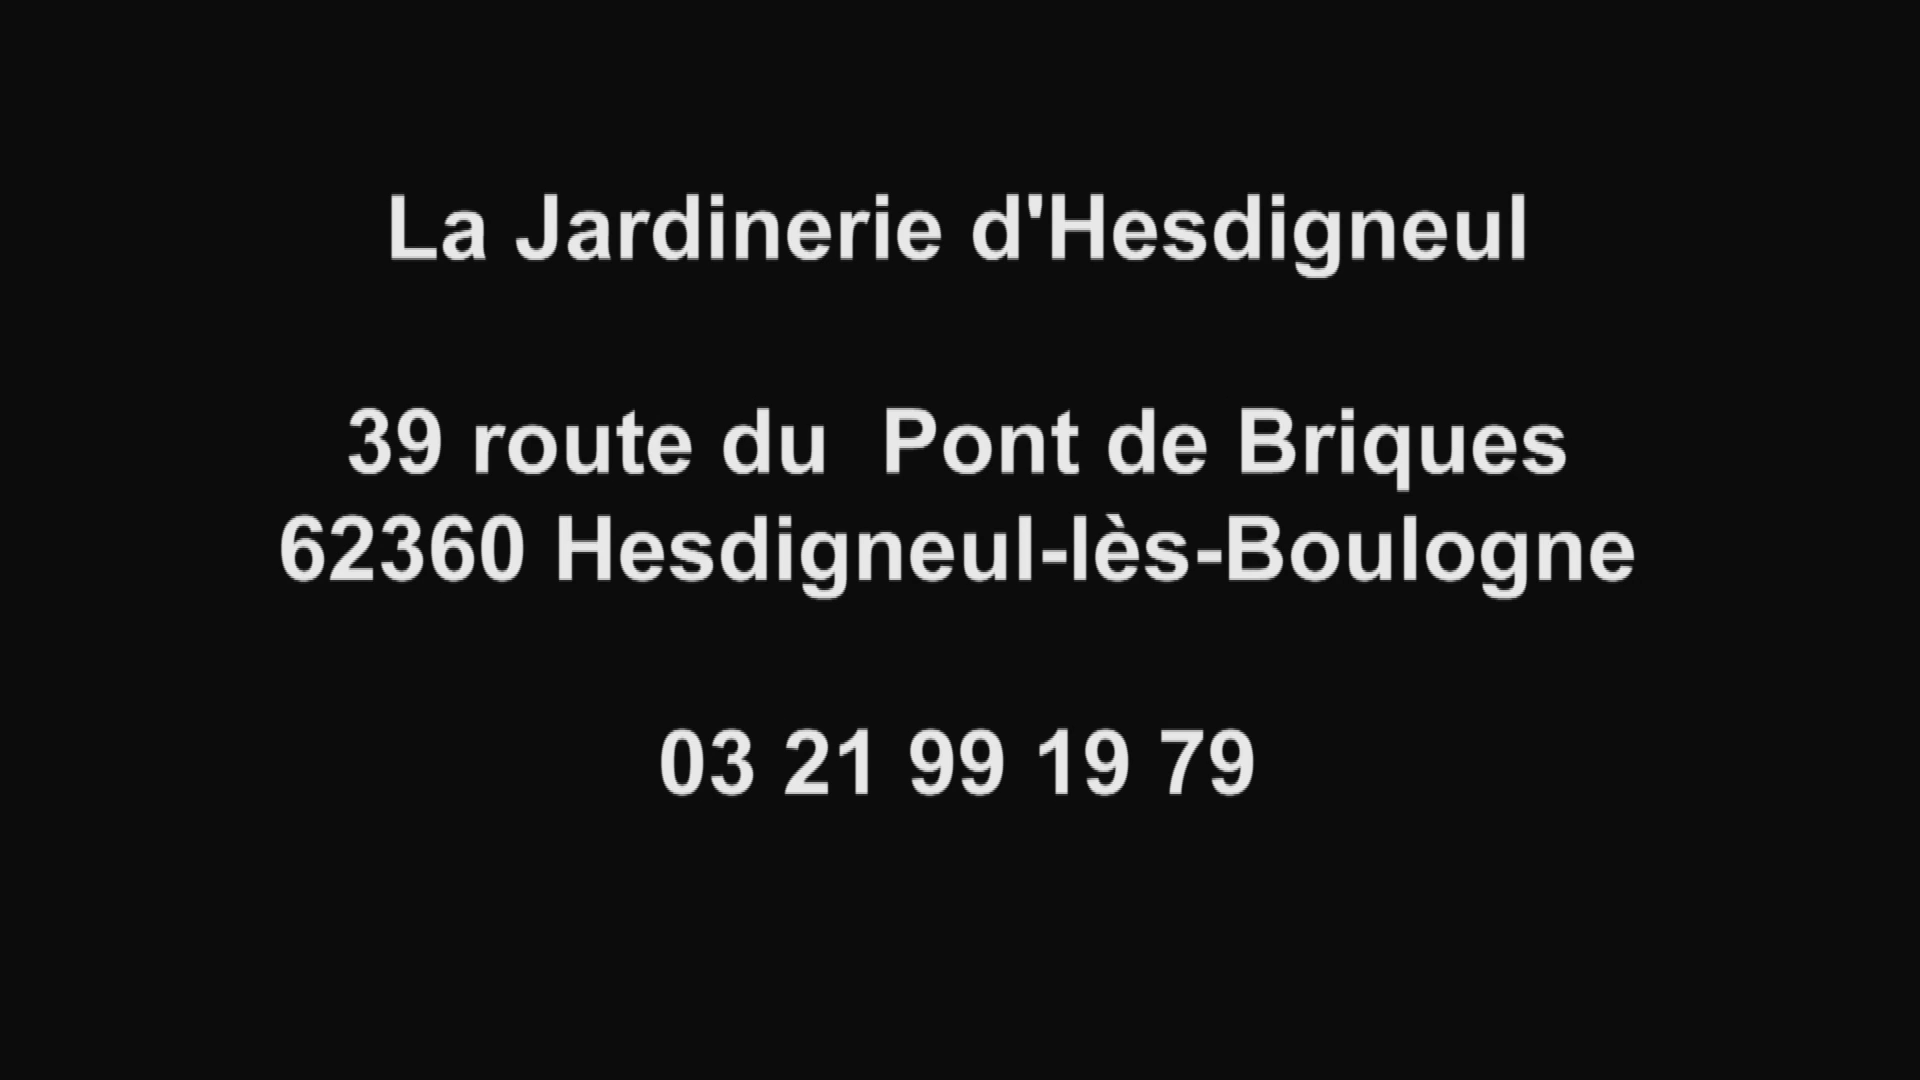 La Jardinerie d'Hesdigneul
39 route du  Pont de Briques
62360 Hesdigneul-lès-Boulogne
03 21 99 19 79